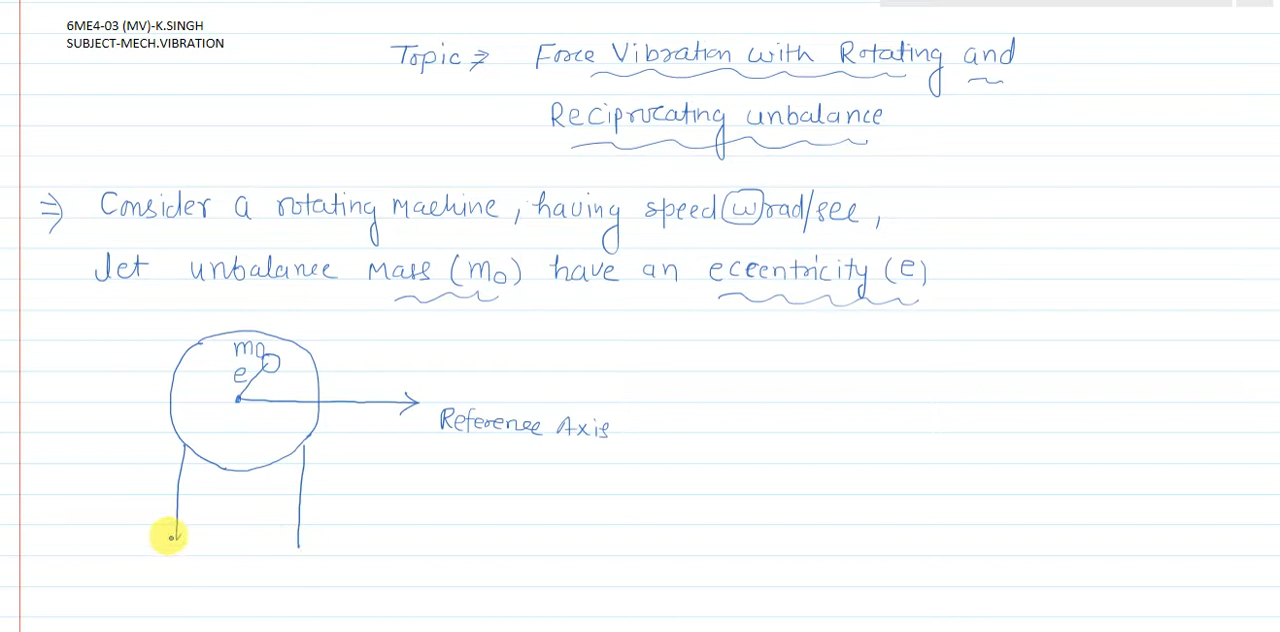 6ME4-03 (MV)-K.SINGH
SUBJECT-MECH.VIBRATION
Topic ⇒ Force Vibration with Rotating and
Reciprocating unbalance
⇒ Consider a rotating machine, having speed (ω) rad/sec,
Let unbalance mass (m₀) have an eccentricity (e)
m₀
e
Reference Axis